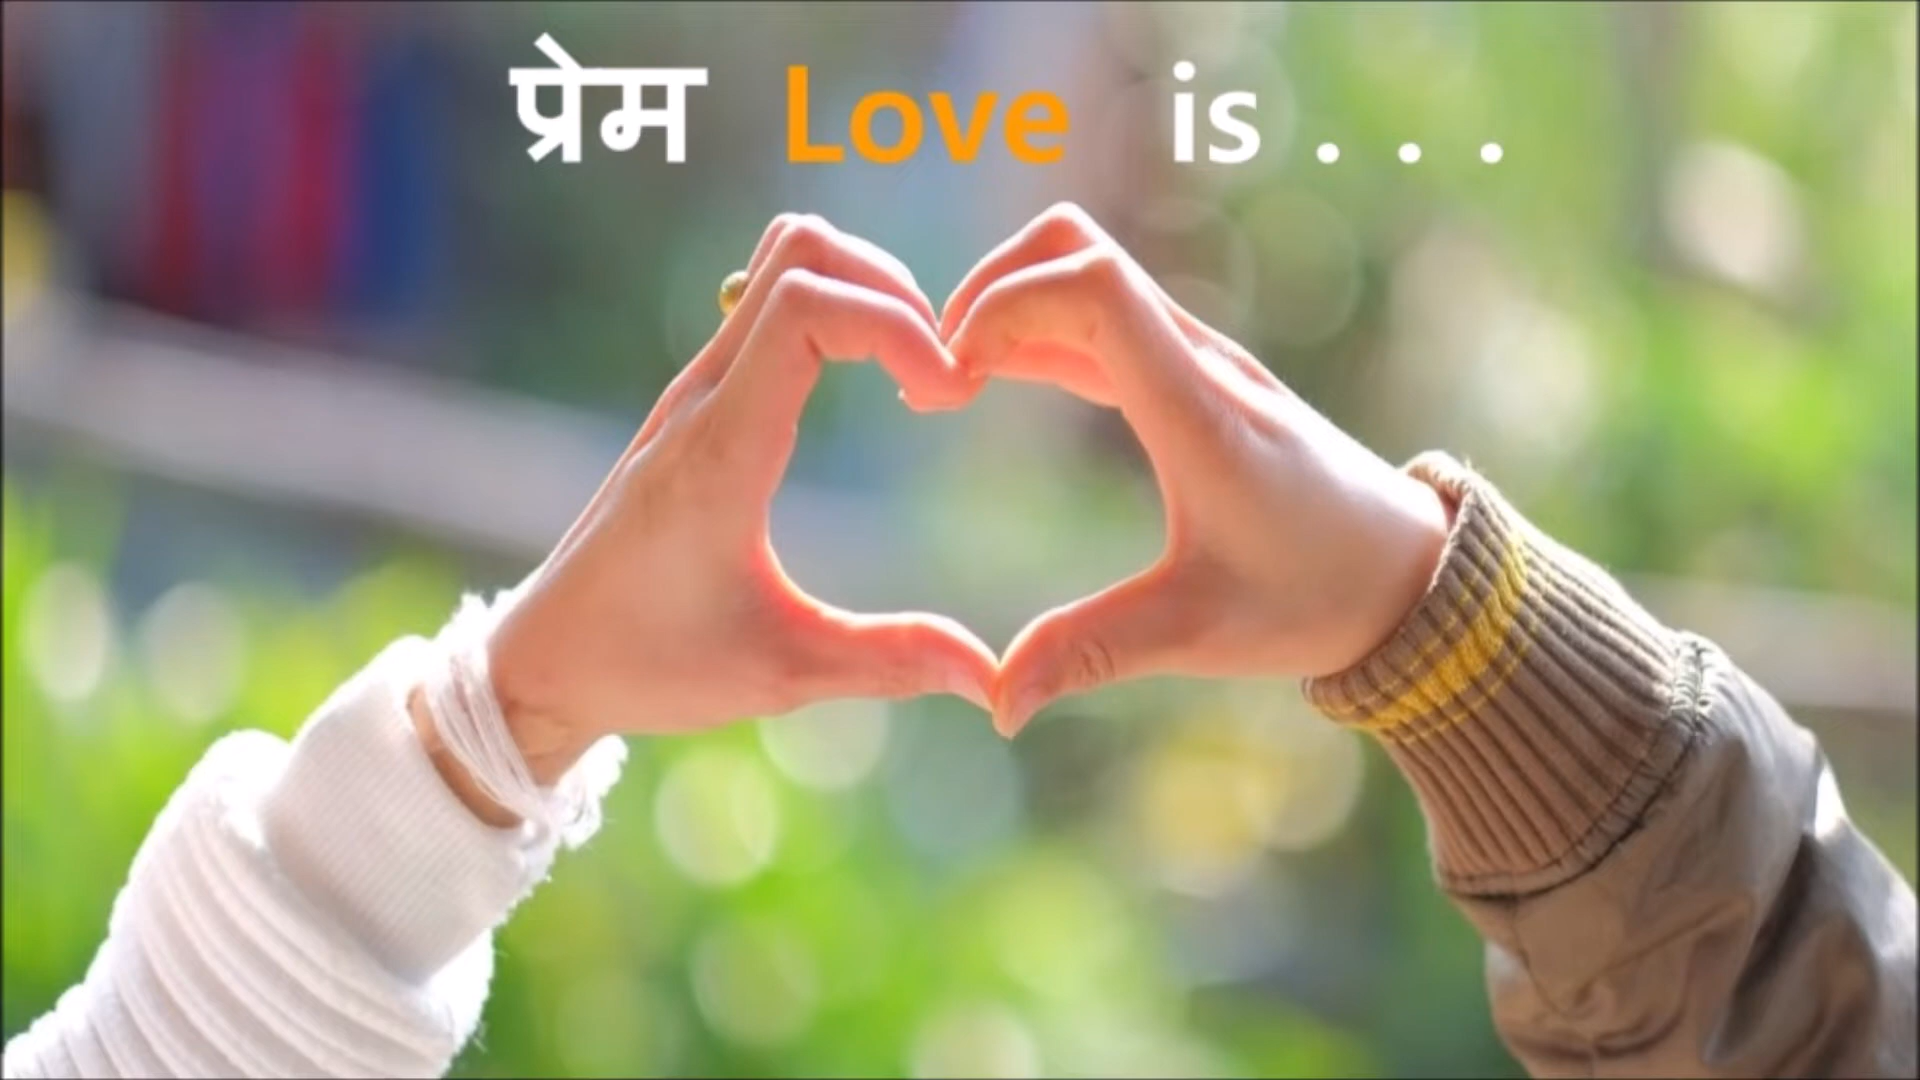 प्रेम Love is . . .